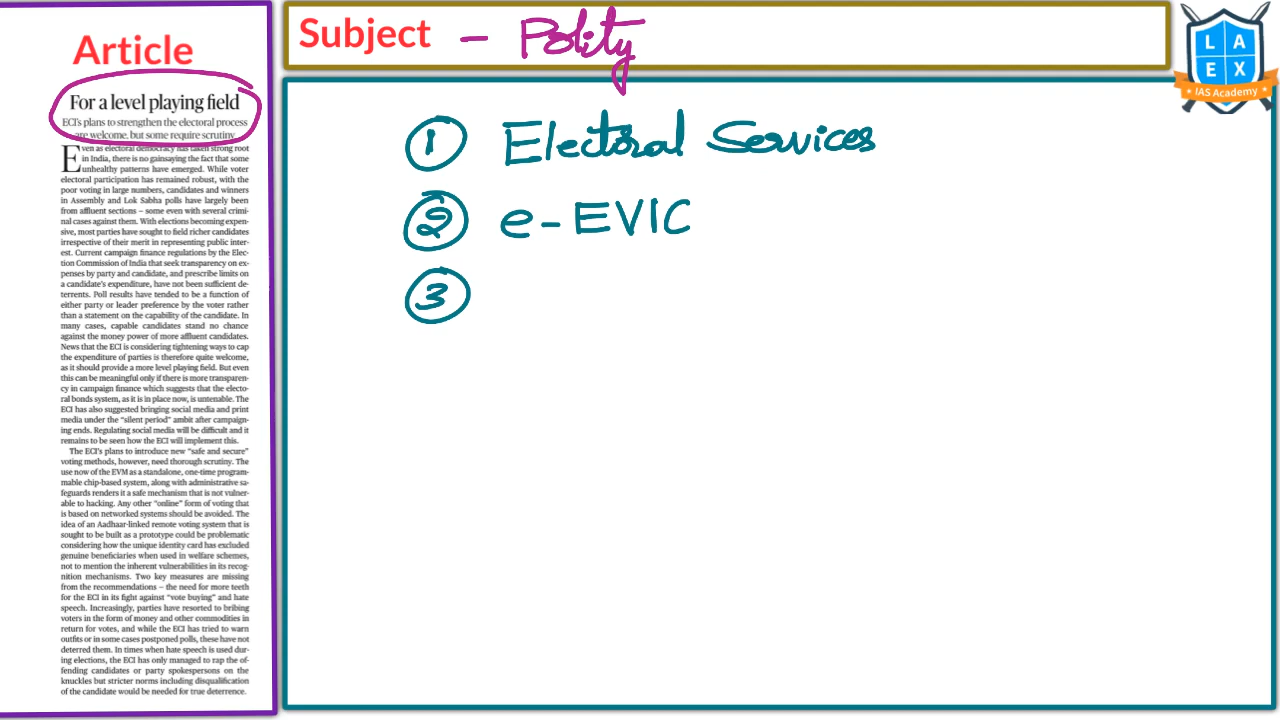 Article
For a level playing field
ECI's plans to strengthen the electoral process
are welcome, but some require scrutiny
Even as electoral democracy has taken strong root
in India, there is no gainsaying the fact that some
unhealthy patterns have emerged. While voter
electoral participation has remained robust, with the
poor voting in large numbers, candidates and winners
in Assembly and Lok Sabha polls have largely been
from affluent sections – some even with several crimi-
nal cases against them. With elections becoming expen-
sive, most parties have sought to field richer candidates
irrespective of their merit in representing public inter-
est. Current campaign finance regulations by the Elec-
tion Commission of India that seek transparency on ex-
penses by party and candidate, and prescribe limits on
a candidate's expenditure, have not been sufficient de-
terrents. Poll results have tended to be a function of
either party or leader preference by the voter rather
than a statement on the capability of the candidate. In
many cases, capable candidates stand no chance
against the money power of more affluent candidates.
News that the ECI is considering tightening ways to cap
the expenditure of parties is therefore quite welcome,
as it should provide a more level playing field. But even
this can be meaningful only if there is more transparen-
cy in campaign finance which suggests that the electo-
ral bonds system, as it is in place now, is untenable. The
ECI has also suggested bringing social media and print
media under the “silent period” ambit after campaign-
ing ends. Regulating social media will be difficult and it
remains to be seen how the ECI will implement this.
The ECI's plans to introduce new “safe and secure”
voting methods, however, need thorough scrutiny. The
use now of the EVM as a standalone, one-time program-
mable chip-based system, along with administrative sa-
feguards renders it a safe mechanism that is not vulner-
able to hacking. Any other “online” form of voting that
is based on networked systems should be avoided. The
idea of an Aadhaar-linked remote voting system that is
sought to be built as a prototype could be problematic
considering how the unique identity card has excluded
genuine beneficiaries when used in welfare schemes,
not to mention the inherent vulnerabilities in its recog-
nition mechanisms. Two key measures are missing
from the recommendations – the need for more teeth
for the ECI in its fight against “vote buying” and hate
speech. Increasingly, parties have resorted to bribing
voters in the form of money and other commodities in
return for votes, and while the ECI has tried to warn
outfits or in some cases postponed polls, these have not
deterred them. In times when hate speech is used dur-
ing elections, the ECI has only managed to rap the of-
fending candidates or party spokespersons on the
knuckles but stricter norms including disqualification
of the candidate would be needed for true deterrence.
Subject - Polity
1 Electoral Services
2 e-EVIC
3
L A
E X
IAS Academy